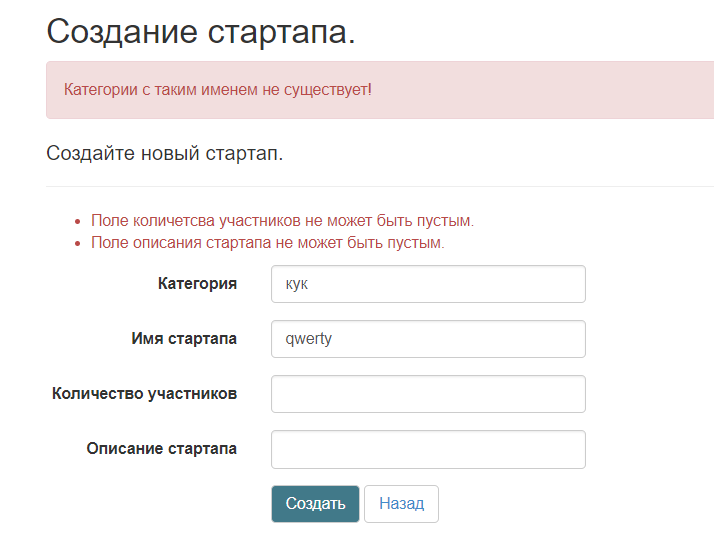 Создание стартапа.
Категории с таким именем не существует!
Создайте новый стартап.
Поле количетсва участников не может быть пустым.
Поле описания стартапа не может быть пустым.
Категория кук
Имя стартапа qwerty
Количество участников
Описание стартапа
Создать Назад